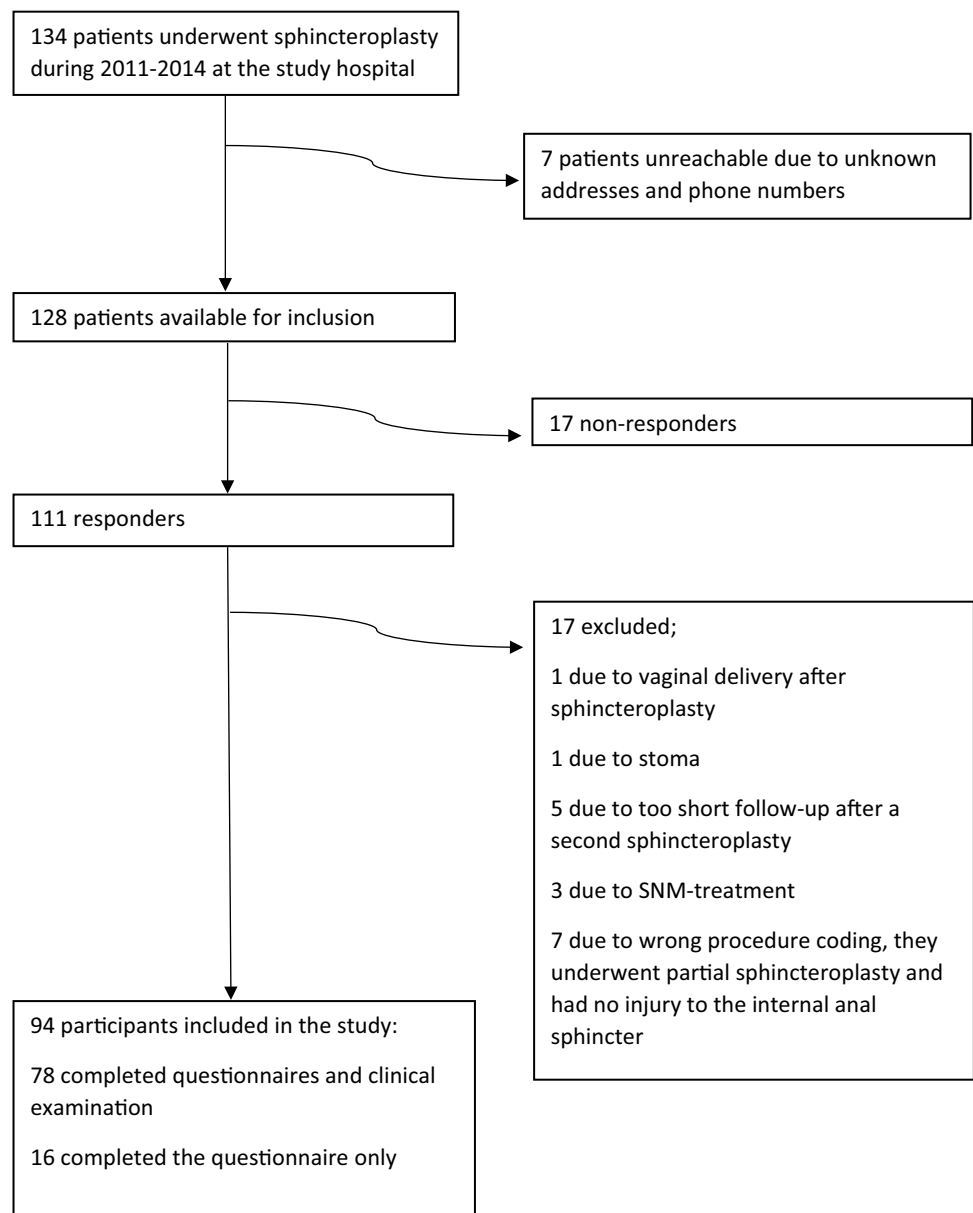 134 patients underwent sphincteroplasty
during 2011-2014 at the study hospital
7 patients unreachable due to unknown
addresses and phone numbers
128 patients available for inclusion
17 non-responders
111 responders
17 excluded;
1 due to vaginal delivery after
sphincteroplasty
1 due to stoma
5 due to too short follow-up after a
second sphincteroplasty
3 due to SNM-treatment
7 due to wrong procedure coding, they
underwent partial sphincteroplasty and
had no injury to the internal anal
sphincter
94 participants included in the study:
78 completed questionnaires and clinical
examination
16 completed the questionnaire only